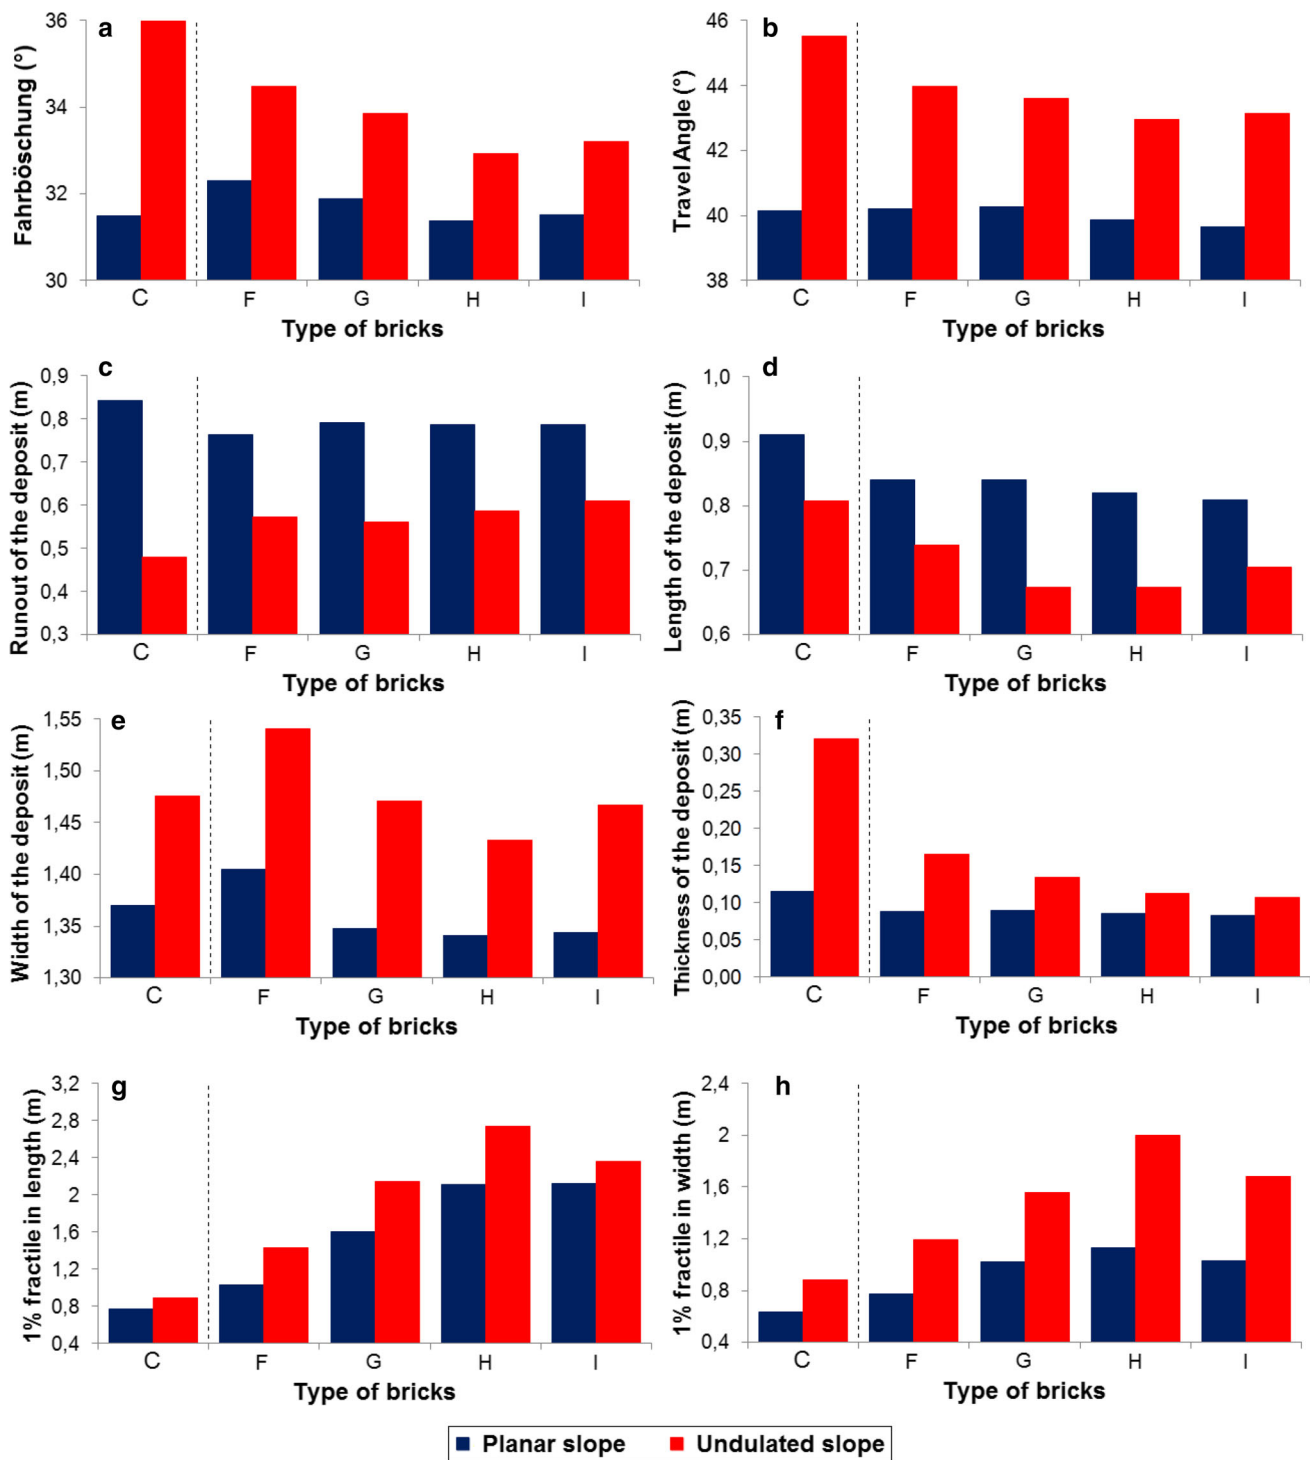 a
Fahrböschung (°)
36
34
32
30
C F G H I
Type of bricks
b
Travel Angle (°)
46
44
42
40
38
C F G H I
Type of bricks
c
Runout of the deposit (m)
0,9
0,8
0,7
0,6
0,5
0,4
0,3
C F G H I
Type of bricks
d
Length of the deposit (m)
1,0
0,9
0,8
0,7
0,6
C F G H I
Type of bricks
e
Width of the deposit (m)
1,55
1,50
1,45
1,40
1,35
1,30
C F G H I
Type of bricks
f
Thickness of the deposit (m)
0,35
0,30
0,25
0,20
0,15
0,10
0,05
0,00
C F G H I
Type of bricks
g
1% fractile in length (m)
3,2
2,8
2,4
2
1,6
1,2
0,8
0,4
C F G H I
Type of bricks
h
1% fractile in width (m)
2,4
2
1,6
1,2
0,8
0,4
C F G H I
Type of bricks
Planar slope Undulated slope